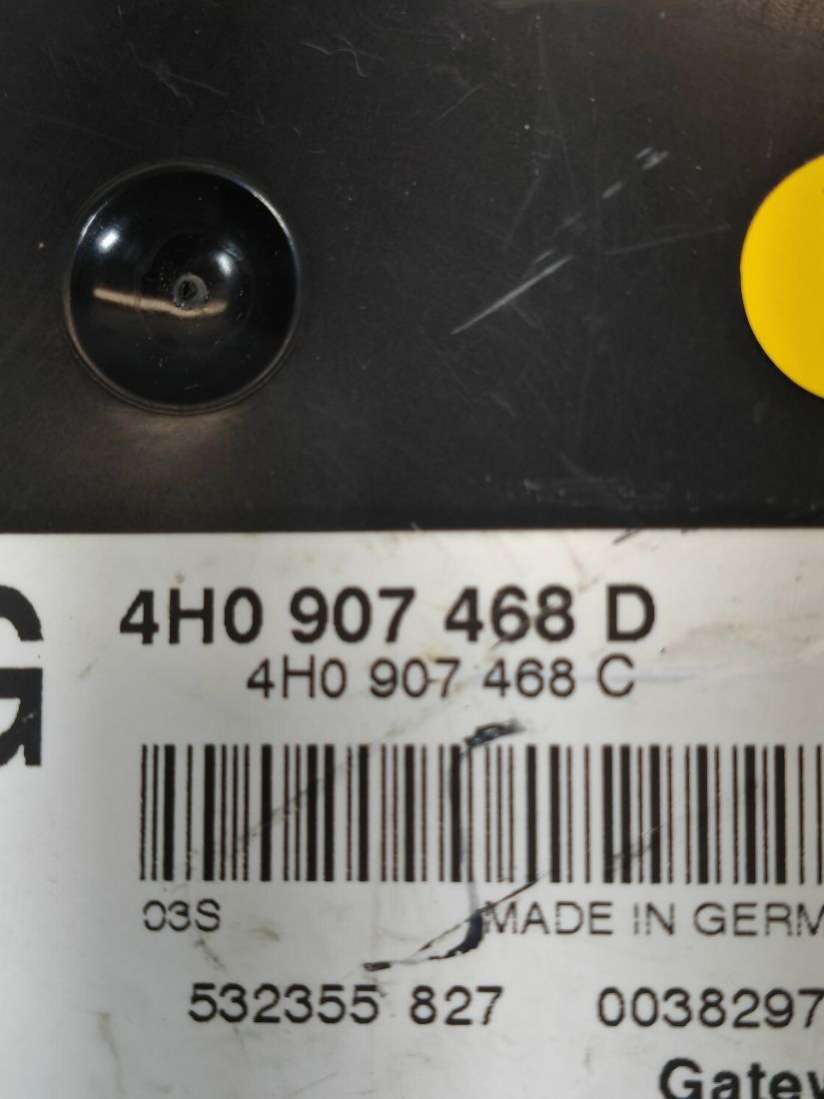 G
4H0 907 468 D
4H0 907 468 C
03S MADE IN GERM
532355 827 0038297
Gatew